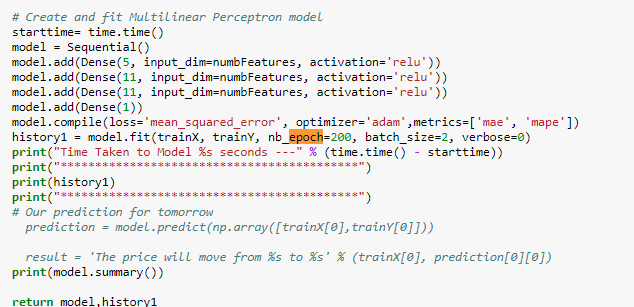 # Create and fit Multilinear Perceptron model
starttime= time.time()
model = Sequential()
model.add(Dense(5, input_dim=numbFeatures, activation='relu'))
model.add(Dense(11, input_dim=numbFeatures, activation='relu'))
model.add(Dense(11, input_dim=numbFeatures, activation='relu'))
model.add(Dense(1))
model.compile(loss='mean_squared_error', optimizer='adam',metrics=['mae', 'mape'])
history1 = model.fit(trainX, trainY, nb_epoch=200, batch_size=2, verbose=0)
print("Time Taken to Model %s seconds ---" % (time.time() - starttime))
print("******************************************")
print(history1)
print("******************************************")
# Our prediction for tomorrow
  prediction = model.predict(np.array([trainX[0],trainY[0]]))
  result = 'The price will move from %s to %s' % (trainX[0], prediction[0][0])
print(model.summary())
return model,history1